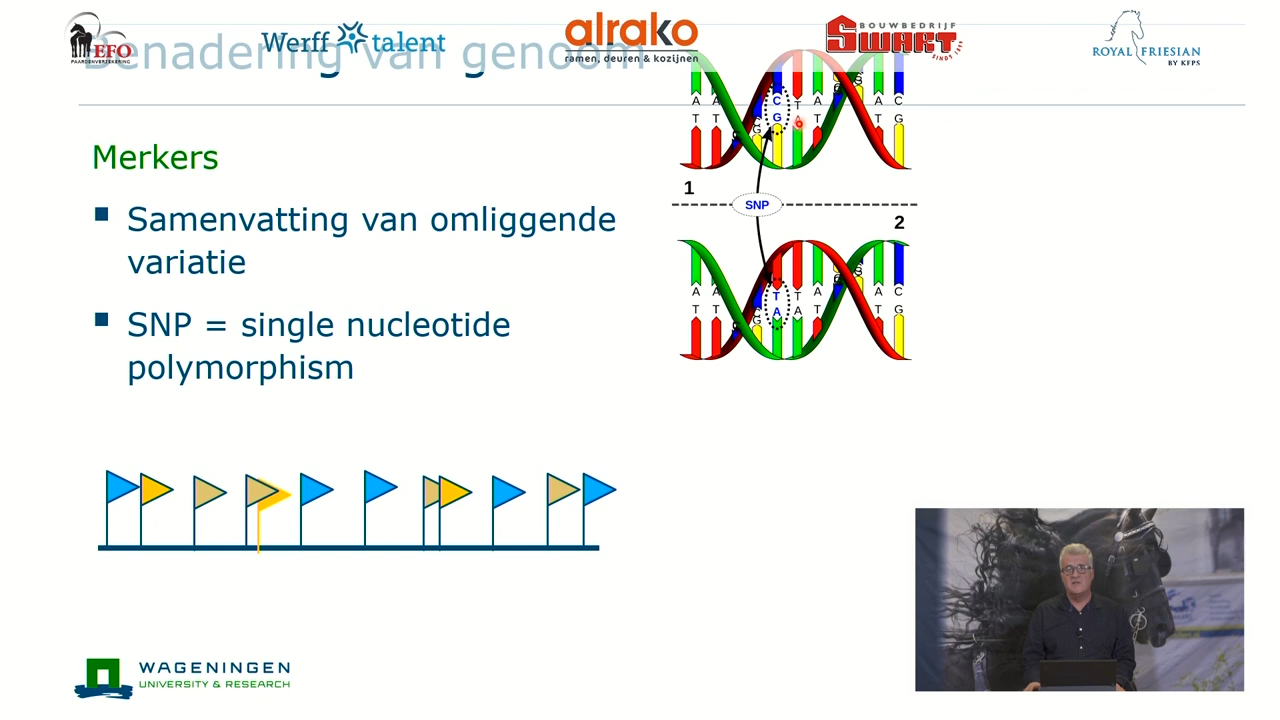 EFO
PAARDENVERZEKERING
Werff talent
alrako
ramen, deuren & kozijnen
BOUWBEDRIJF
SWART
SINDS 1919
ROYAL FRIESIAN
BY KFPS
Benadering van genoom
Merkers
Samenvatting van omliggende
variatie
SNP = single nucleotide
polymorphism
A A C T A A C
T T G G A T T G
1
SNP
2
A A T T A A C
T T G A A T T G
WAGENINGEN
UNIVERSITY & RESEARCH